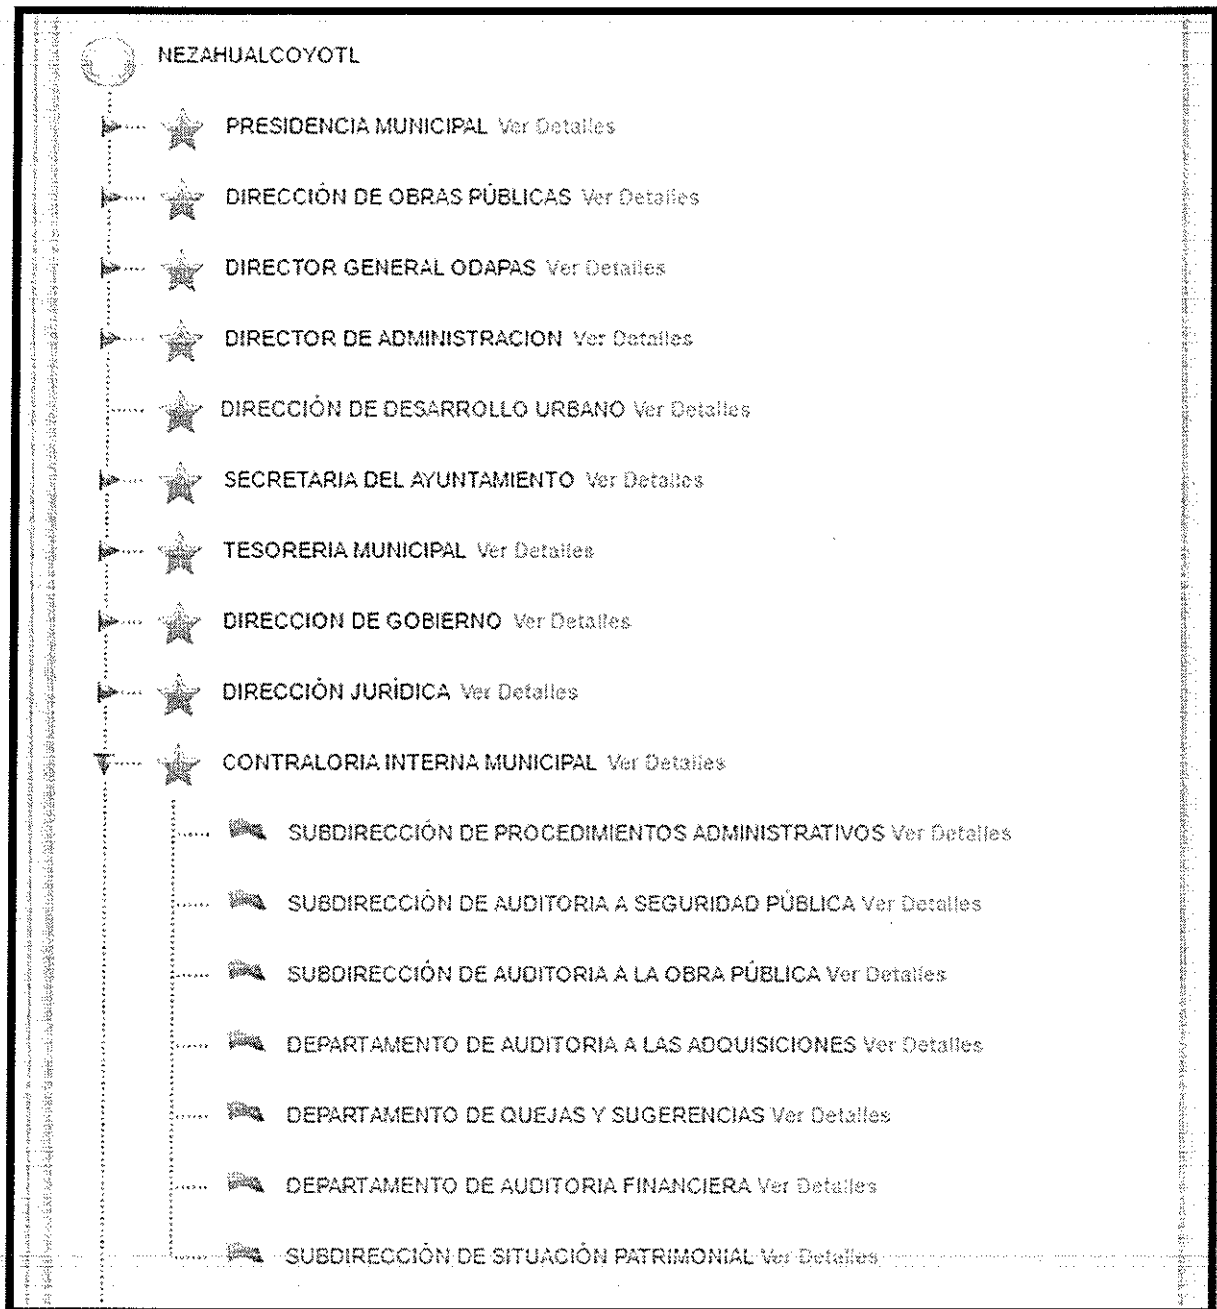 NEZAHUALCOYOTL
PRESIDENCIA MUNICIPAL Ver Detalles
DIRECCIÓN DE OBRAS PÚBLICAS Ver Detalles
DIRECTOR GENERAL ODAPAS Ver Detalles
DIRECTOR DE ADMINISTRACION Ver Detalles
DIRECCIÓN DE DESARROLLO URBANO Ver Detalles
SECRETARIA DEL AYUNTAMIENTO Ver Detalles
TESORERIA MUNICIPAL Ver Detalles
DIRECCION DE GOBIERNO Ver Detalles
DIRECCIÓN JURÍDICA Ver Detalles
CONTRALORIA INTERNA MUNICIPAL Ver Detalles
SUBDIRECCIÓN DE PROCEDIMIENTOS ADMINISTRATIVOS Ver Detalles
SUBDIRECCIÓN DE AUDITORIA A SEGURIDAD PÚBLICA Ver Detalles
SUBDIRECCIÓN DE AUDITORIA A LA OBRA PÚBLICA Ver Detalles
DEPARTAMENTO DE AUDITORIA A LAS ADQUISICIONES Ver Detalles
DEPARTAMENTO DE QUEJAS Y SUGERENCIAS Ver Detalles
DEPARTAMENTO DE AUDITORIA FINANCIERA Ver Detalles
SUBDIRECCIÓN DE SITUACIÓN PATRIMONIAL Ver Detalles